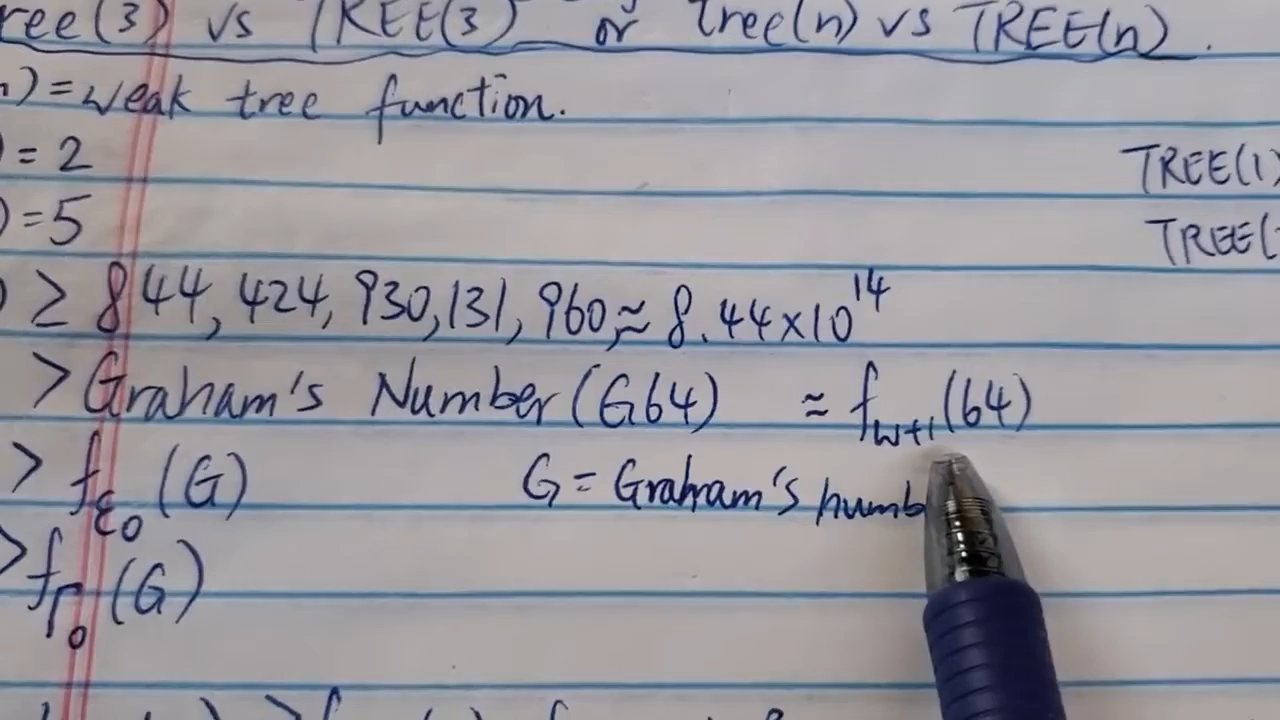 ree(3) vs TREE(3) or tree(n) vs TREE(n).
n) = weak tree function.
) = 2
TREE(1)
) = 5
TREE(
) ≥ 844,424,930,131,960, ≈ 8.44×10^14
> Graham's Number (G64) ≈ f_ω+1(64)
> f_ε0 (G) G = Graham's numb
> f_Γ0 (G)